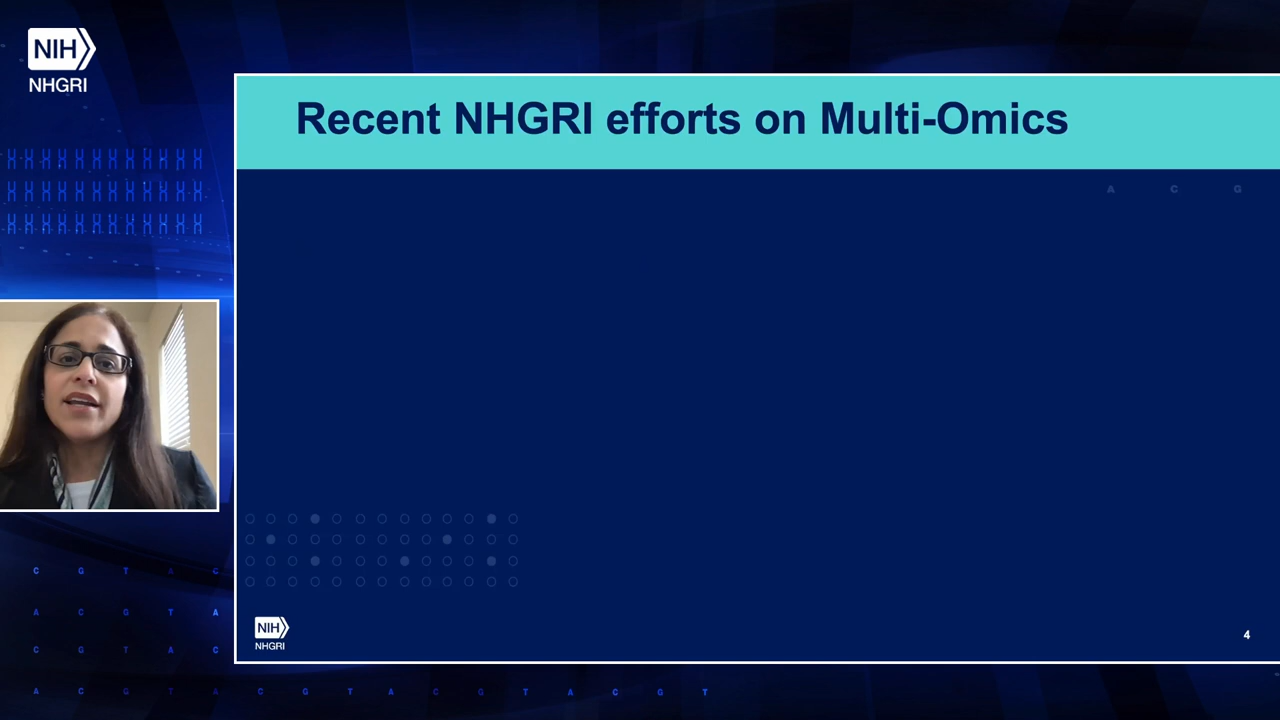 NIH
NHGRI
Recent NHGRI efforts on Multi-Omics
A C G
C G T A C
A C G T A
C G T A C
NIH
NHGRI
4
A C G T A C G T A C G T A C G T